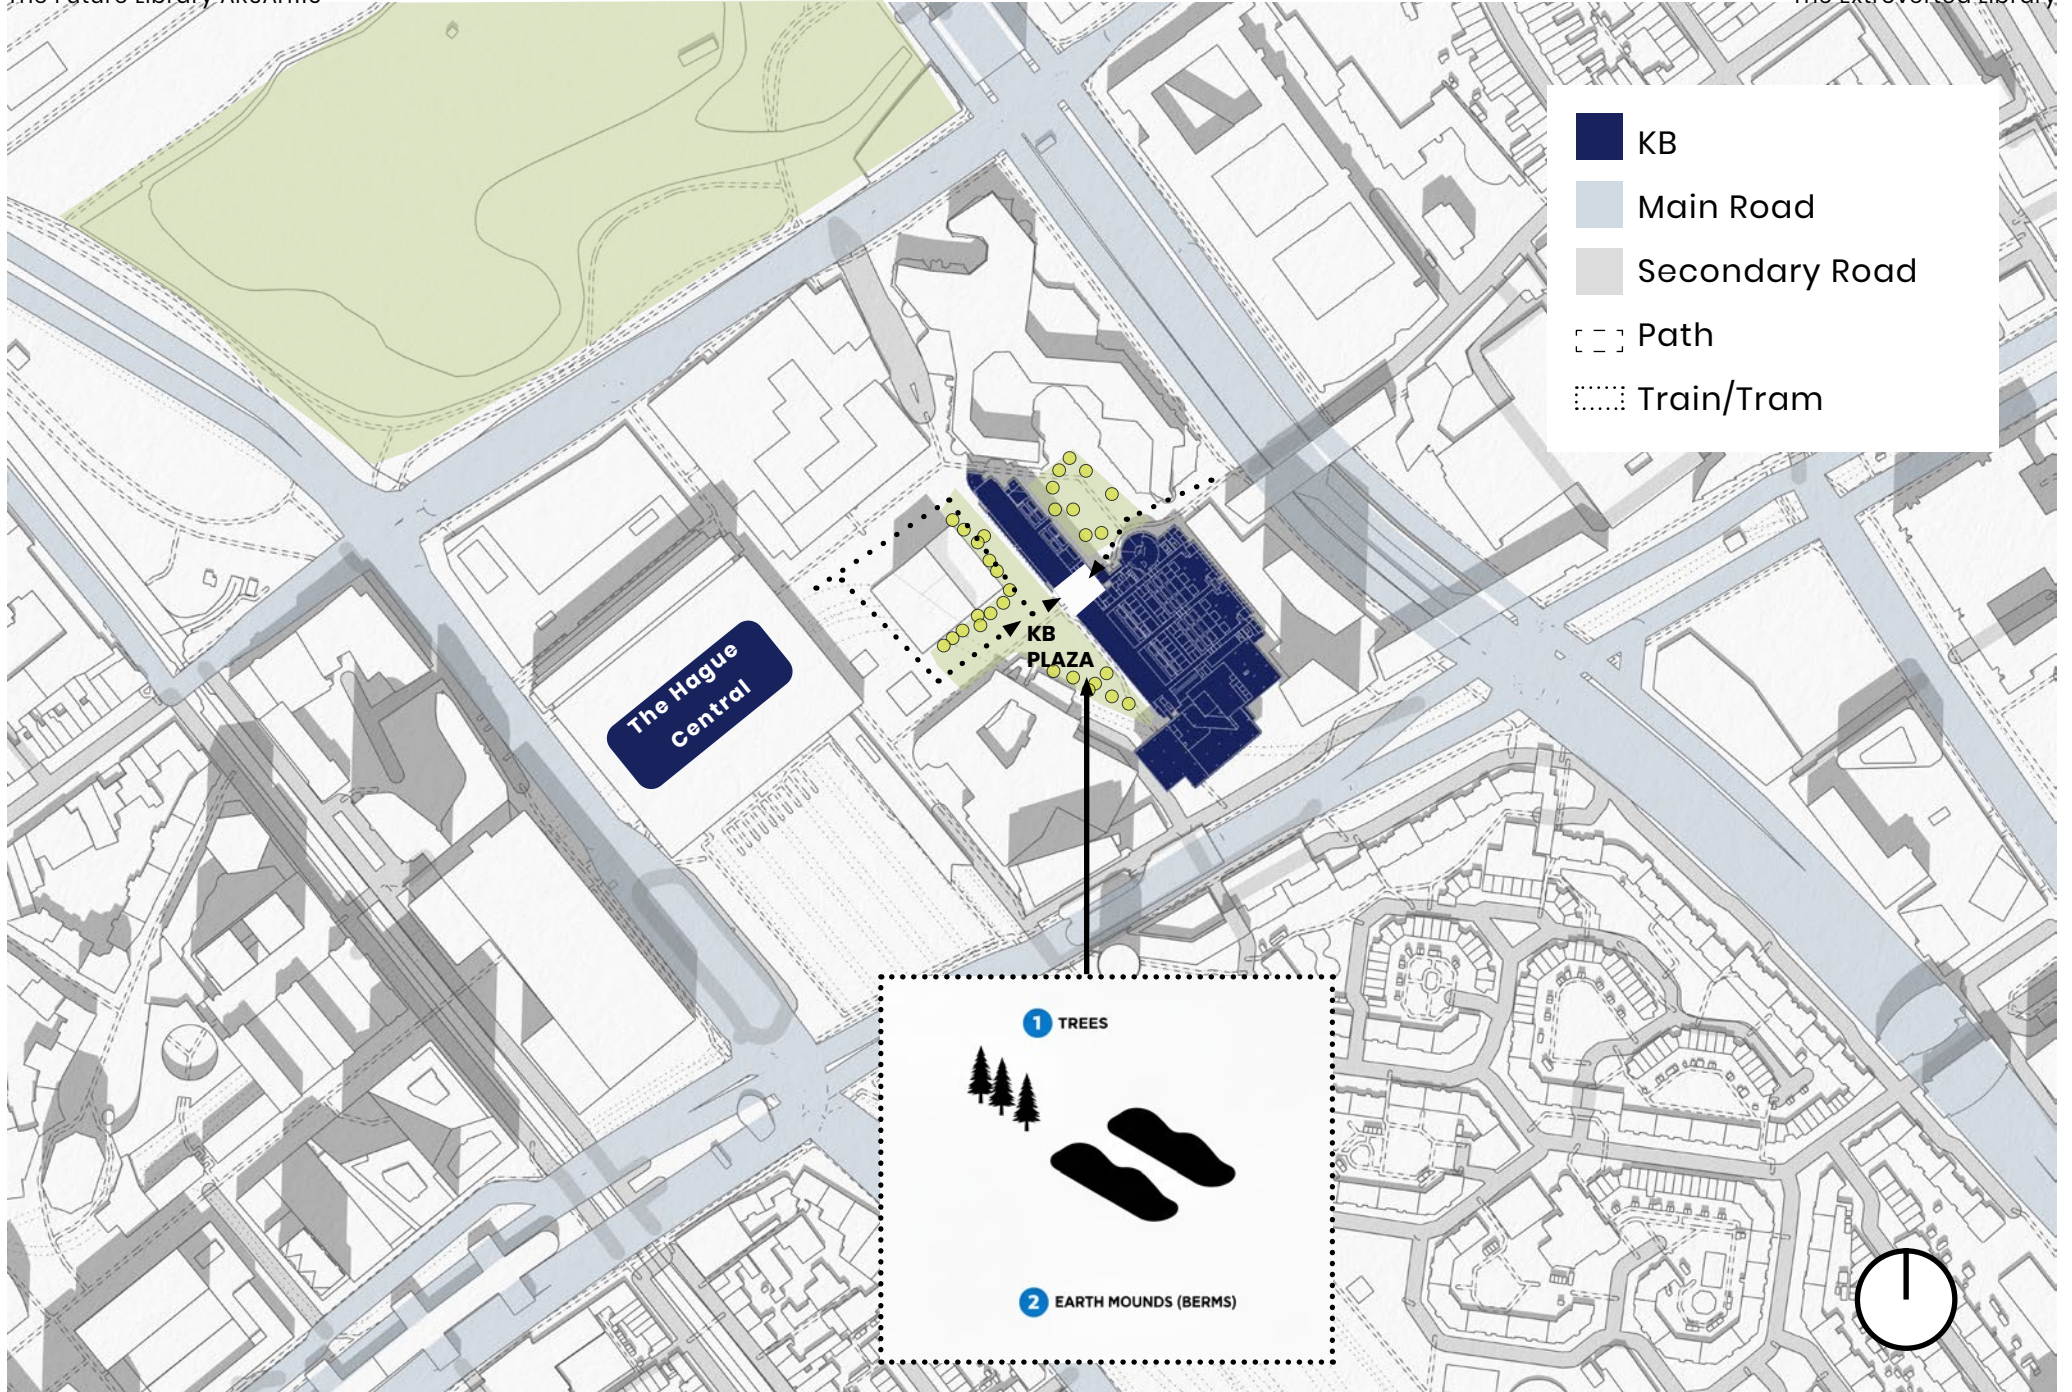 KB
Main Road
Secondary Road
Path
Train/Tram
KB
PLAZA
The Hague
Central
1 TREES
2 EARTH MOUNDS (BERMS)